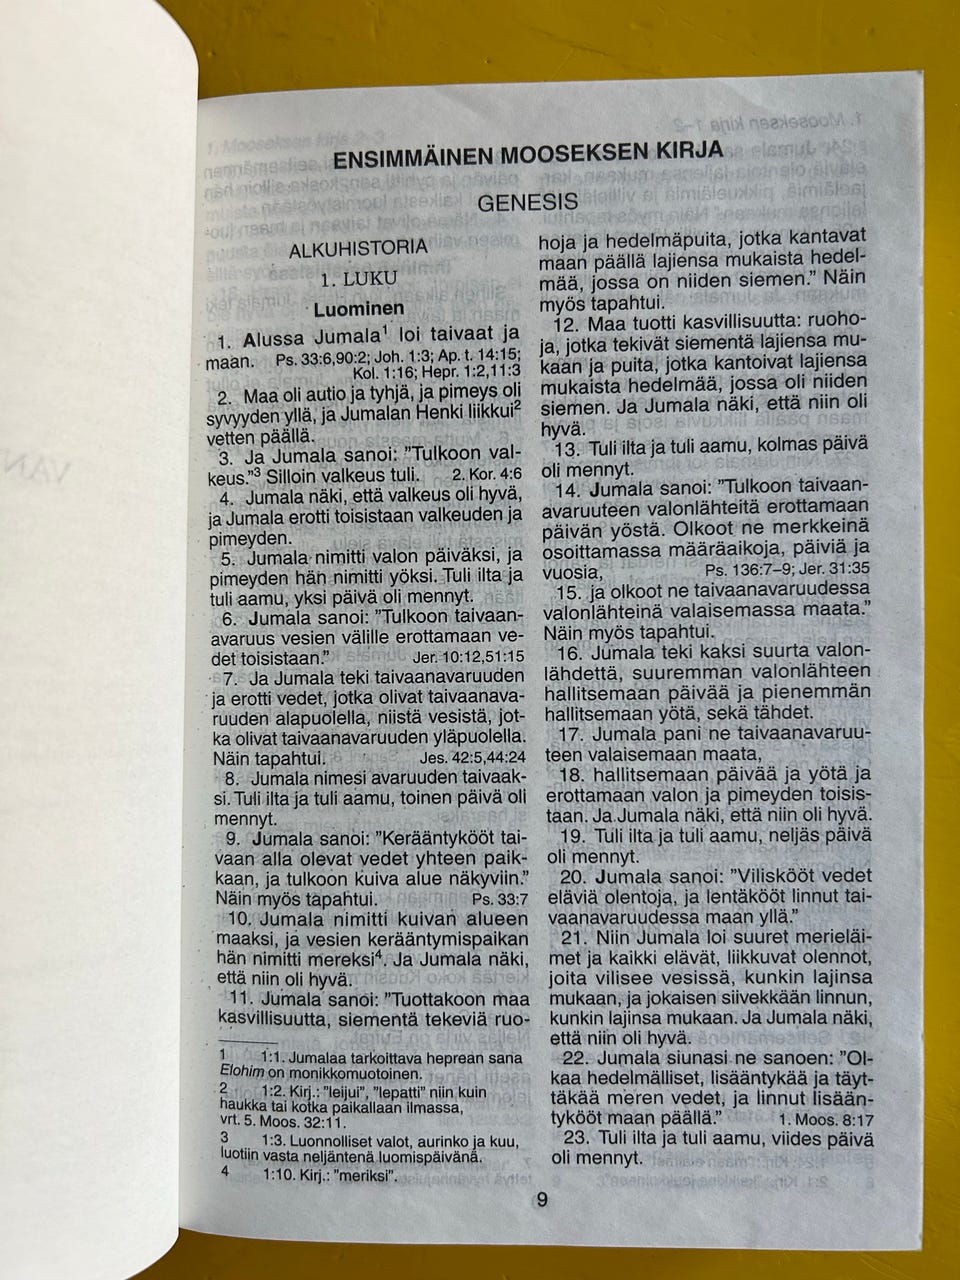 ENSIMMÄINEN MOOSEKSEN KIRJA
GENESIS
ALKUHISTORIA
1. LUKU
Luominen
1. Alussa Jumala¹ loi taivaat ja
maan. Ps. 33:6,90:2; Joh. 1:3; Ap. t. 14:15;
Kol. 1:16; Hepr. 1:2,11:3
2. Maa oli autio ja tyhjä, ja pimeys oli
syvyyden yllä, ja Jumalan Henki liikkui²
vetten päällä.
3. Ja Jumala sanoi: ”Tulkoon val-
keus.”³ Silloin valkeus tuli. 2. Kor. 4:6
4. Jumala näki, että valkeus oli hyvä,
ja Jumala erotti toisistaan valkeuden ja
pimeyden.
5. Jumala nimitti valon päiväksi, ja
pimeyden hän nimitti yöksi. Tuli ilta ja
tuli aamu, yksi päivä oli mennyt.
6. Jumala sanoi: ”Tulkoon taivaan-
avaruus vesien välille erottamaan ve-
det toisistaan.” Jer. 10:12,51:15
7. Ja Jumala teki taivaanavaruuden
ja erotti vedet, jotka olivat taivaanava-
ruuden alapuolella, niistä vesistä, jot-
ka olivat taivaanavaruuden yläpuolella.
Näin tapahtui. Jes. 42:5,44:24
8. Jumala nimesi avaruuden taivaak-
si. Tuli ilta ja tuli aamu, toinen päivä oli
mennyt.
9. Jumala sanoi: ”Kerääntykööt tai-
vaan alla olevat vedet yhteen paik-
kaan, ja tulkoon kuiva alue näkyviin.”
Näin myös tapahtui. Ps. 33:7
10. Jumala nimitti kuivan alueen
maaksi, ja vesien kerääntymispaikan
hän nimitti mereksi⁴. Ja Jumala näki,
että niin oli hyvä.
11. Jumala sanoi: ”Tuottakoon maa
kasvillisuutta, siementä tekeviä ruo-
1 1:1. Jumalaa tarkoittava heprean sana
Elohim on monikkomuotoinen.
2 1:2. Kirj.: ”leijui”, ”lepatti” niin kuin
haukka tai kotka paikallaan ilmassa,
vrt. 5. Moos. 32:11.
3 1:3. Luonnolliset valot, aurinko ja kuu,
luotiin vasta neljäntenä luomispäivänä.
4 1:10. Kirj.: ”meriksi”.
hoja ja hedelmäpuita, jotka kantavat
maan päällä lajiensa mukaista hedel-
mää, jossa on niiden siemen.” Näin
myös tapahtui.
12. Maa tuotti kasvillisuutta: ruoho-
ja, jotka tekivät siementä lajiensa mu-
kaan ja puita, jotka kantoivat lajiensa
mukaista hedelmää, jossa oli niiden
siemen. Ja Jumala näki, että niin oli
hyvä.
13. Tuli ilta ja tuli aamu, kolmas päivä
oli mennyt.
14. Jumala sanoi: ”Tulkoon taivaan-
avaruuteen valonlähteitä erottamaan
päivän yöstä. Olkoot ne merkkeinä
osoittamassa määräaikoja, päiviä ja
vuosia, Ps. 136:7–9; Jer. 31:35
15. ja olkoot ne taivaanavaruudessa
valonlähteinä valaisemassa maata.”
Näin myös tapahtui.
16. Jumala teki kaksi suurta valon-
lähdettä, suuremman valonlähteen
hallitsemaan päivää ja pienemmän
hallitsemaan yötä, sekä tähdet.
17. Jumala pani ne taivaanavaruu-
teen valaisemaan maata,
18. hallitsemaan päivää ja yötä ja
erottamaan valon ja pimeyden toisis-
taan. Ja Jumala näki, että niin oli hyvä.
19. Tuli ilta ja tuli aamu, neljäs päivä
oli mennyt.
20. Jumala sanoi: ”Vilisköööt vedet
eläviä olentoja, ja lentäkööt linnut tai-
vaanavaruudessa maan yllä.”
21. Niin Jumala loi suuret merieläi-
met ja kaikki elävät, liikkuvat olennot,
joita vilisee vesissä, kunkin lajinsa
mukaan, ja jokaisen siivekkään linnun,
kunkin lajinsa mukaan. Ja Jumala näki,
että niin oli hyvä.
22. Jumala siunasi ne sanoen: ”Ol-
kaa hedelmälliset, lisääntykää ja täyt-
täkää meren vedet, ja linnut lisään-
tykööt maan päällä.” 1. Moos. 8:17
23. Tuli ilta ja tuli aamu, viides päivä
oli mennyt.
9